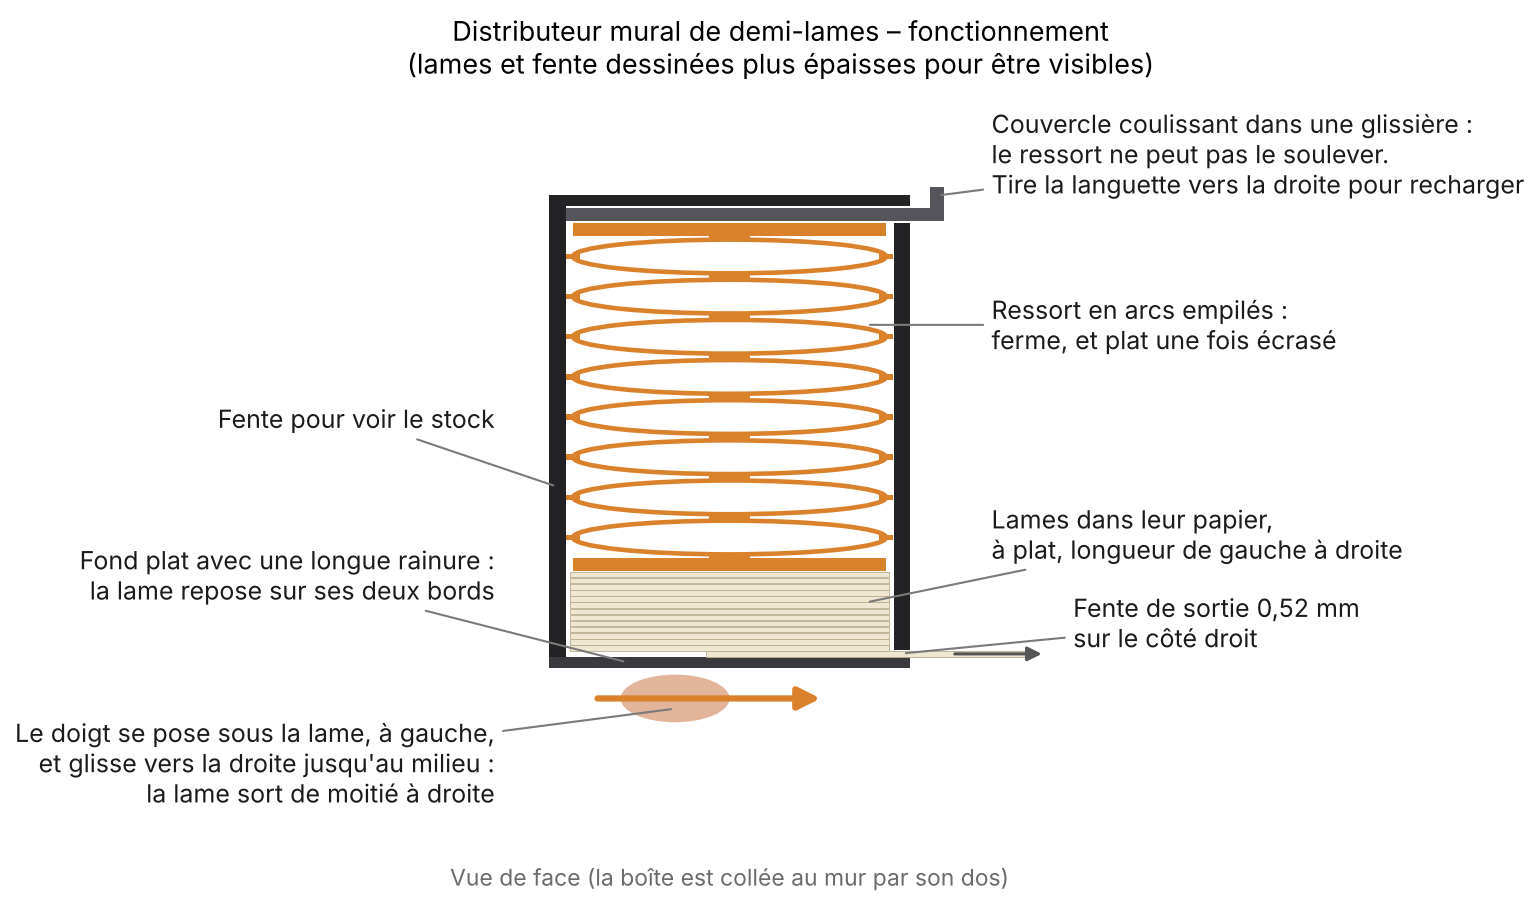 Distributeur mural de demi-lames – fonctionnement
(lames et fente dessinées plus épaisses pour être visibles)
Couvercle coulissant dans une glissière :
le ressort ne peut pas le soulever.
Tire la languette vers la droite pour recharger
Ressort en arcs empilés :
ferme, et plat une fois écrasé
Fente pour voir le stock
Lames dans leur papier,
à plat, longueur de gauche à droite
Fond plat avec une longue rainure :
la lame repose sur ses deux bords
Fente de sortie 0,52 mm
sur le côté droit
Le doigt se pose sous la lame, à gauche,
et glisse vers la droite jusqu'au milieu :
la lame sort de moitié à droite
Vue de face (la boîte est collée au mur par son dos)